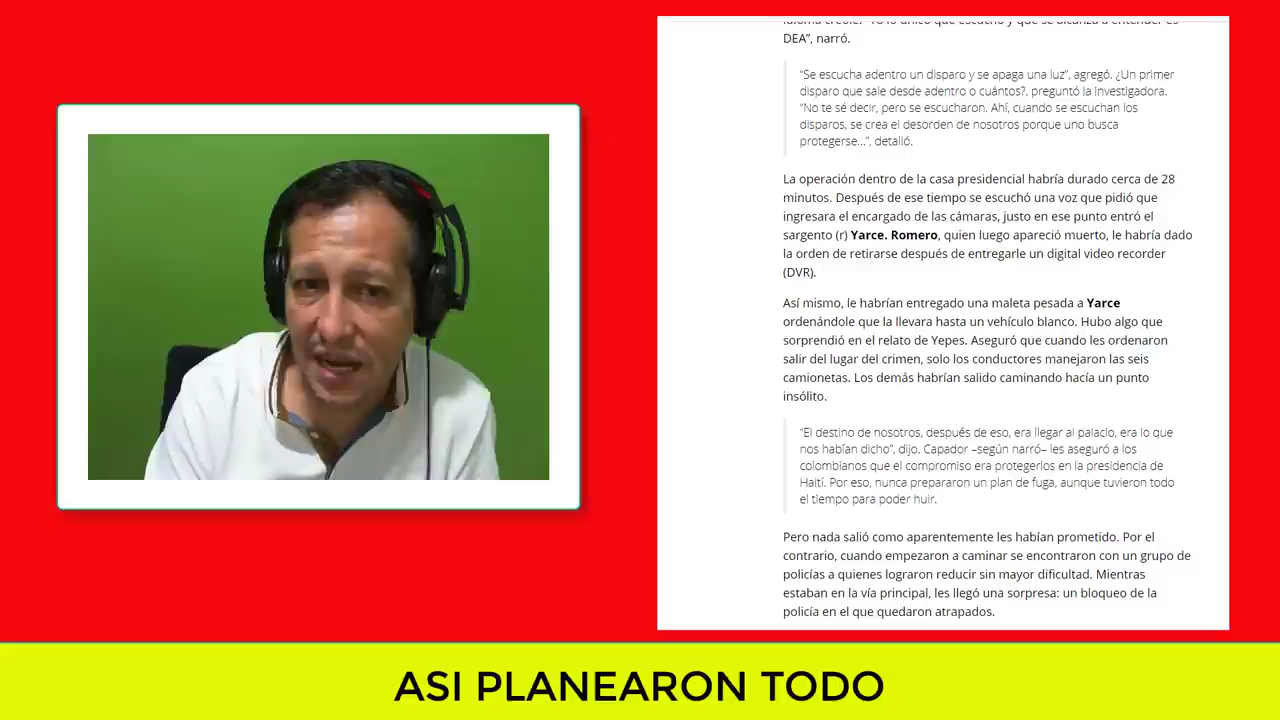 idioma creole. "Yo lo único que escucho y que se alcanza a entender es
DEA", narró.
"Se escucha adentro un disparo y se apaga una luz", agregó. ¿Un primer
disparo que sale desde adentro o cuántos?, preguntó la investigadora.
"No te sé decir, pero se escucharon. Ahí, cuando se escuchan los
disparos, se crea el desorden de nosotros porque uno busca
protegerse...", detalló.
La operación dentro de la casa presidencial habría durado cerca de 28
minutos. Después de ese tiempo se escuchó una voz que pidió que
ingresara el encargado de las cámaras, justo en ese punto entró el
sargento (r) Yarce. Romero, quien luego apareció muerto, le habría dado
la orden de retirarse después de entregarle un digital video recorder
(DVR).
Así mismo, le habrían entregado una maleta pesada a Yarce
ordenándole que la llevara hasta un vehículo blanco. Hubo algo que
sorprendió en el relato de Yepes. Aseguró que cuando les ordenaron
salir del lugar del crimen, solo los conductores manejaron las seis
camionetas. Los demás habrían salido caminando hacía un punto
insólito.
"El destino de nosotros, después de eso, era llegar al palacio, era lo que
nos habían dicho", dijo. Capador –según narró– les aseguró a los
colombianos que el compromiso era protegerlos en la presidencia de
Haití. Por eso, nunca prepararon un plan de fuga, aunque tuvieron todo
el tiempo para poder huir.
Pero nada salió como aparentemente les habían prometido. Por el
contrario, cuando empezaron a caminar se encontraron con un grupo de
policías a quienes lograron reducir sin mayor dificultad. Mientras
estaban en la vía principal, les llegó una sorpresa: un bloqueo de la
policía en el que quedaron atrapados.
ASI PLANEARON TODO